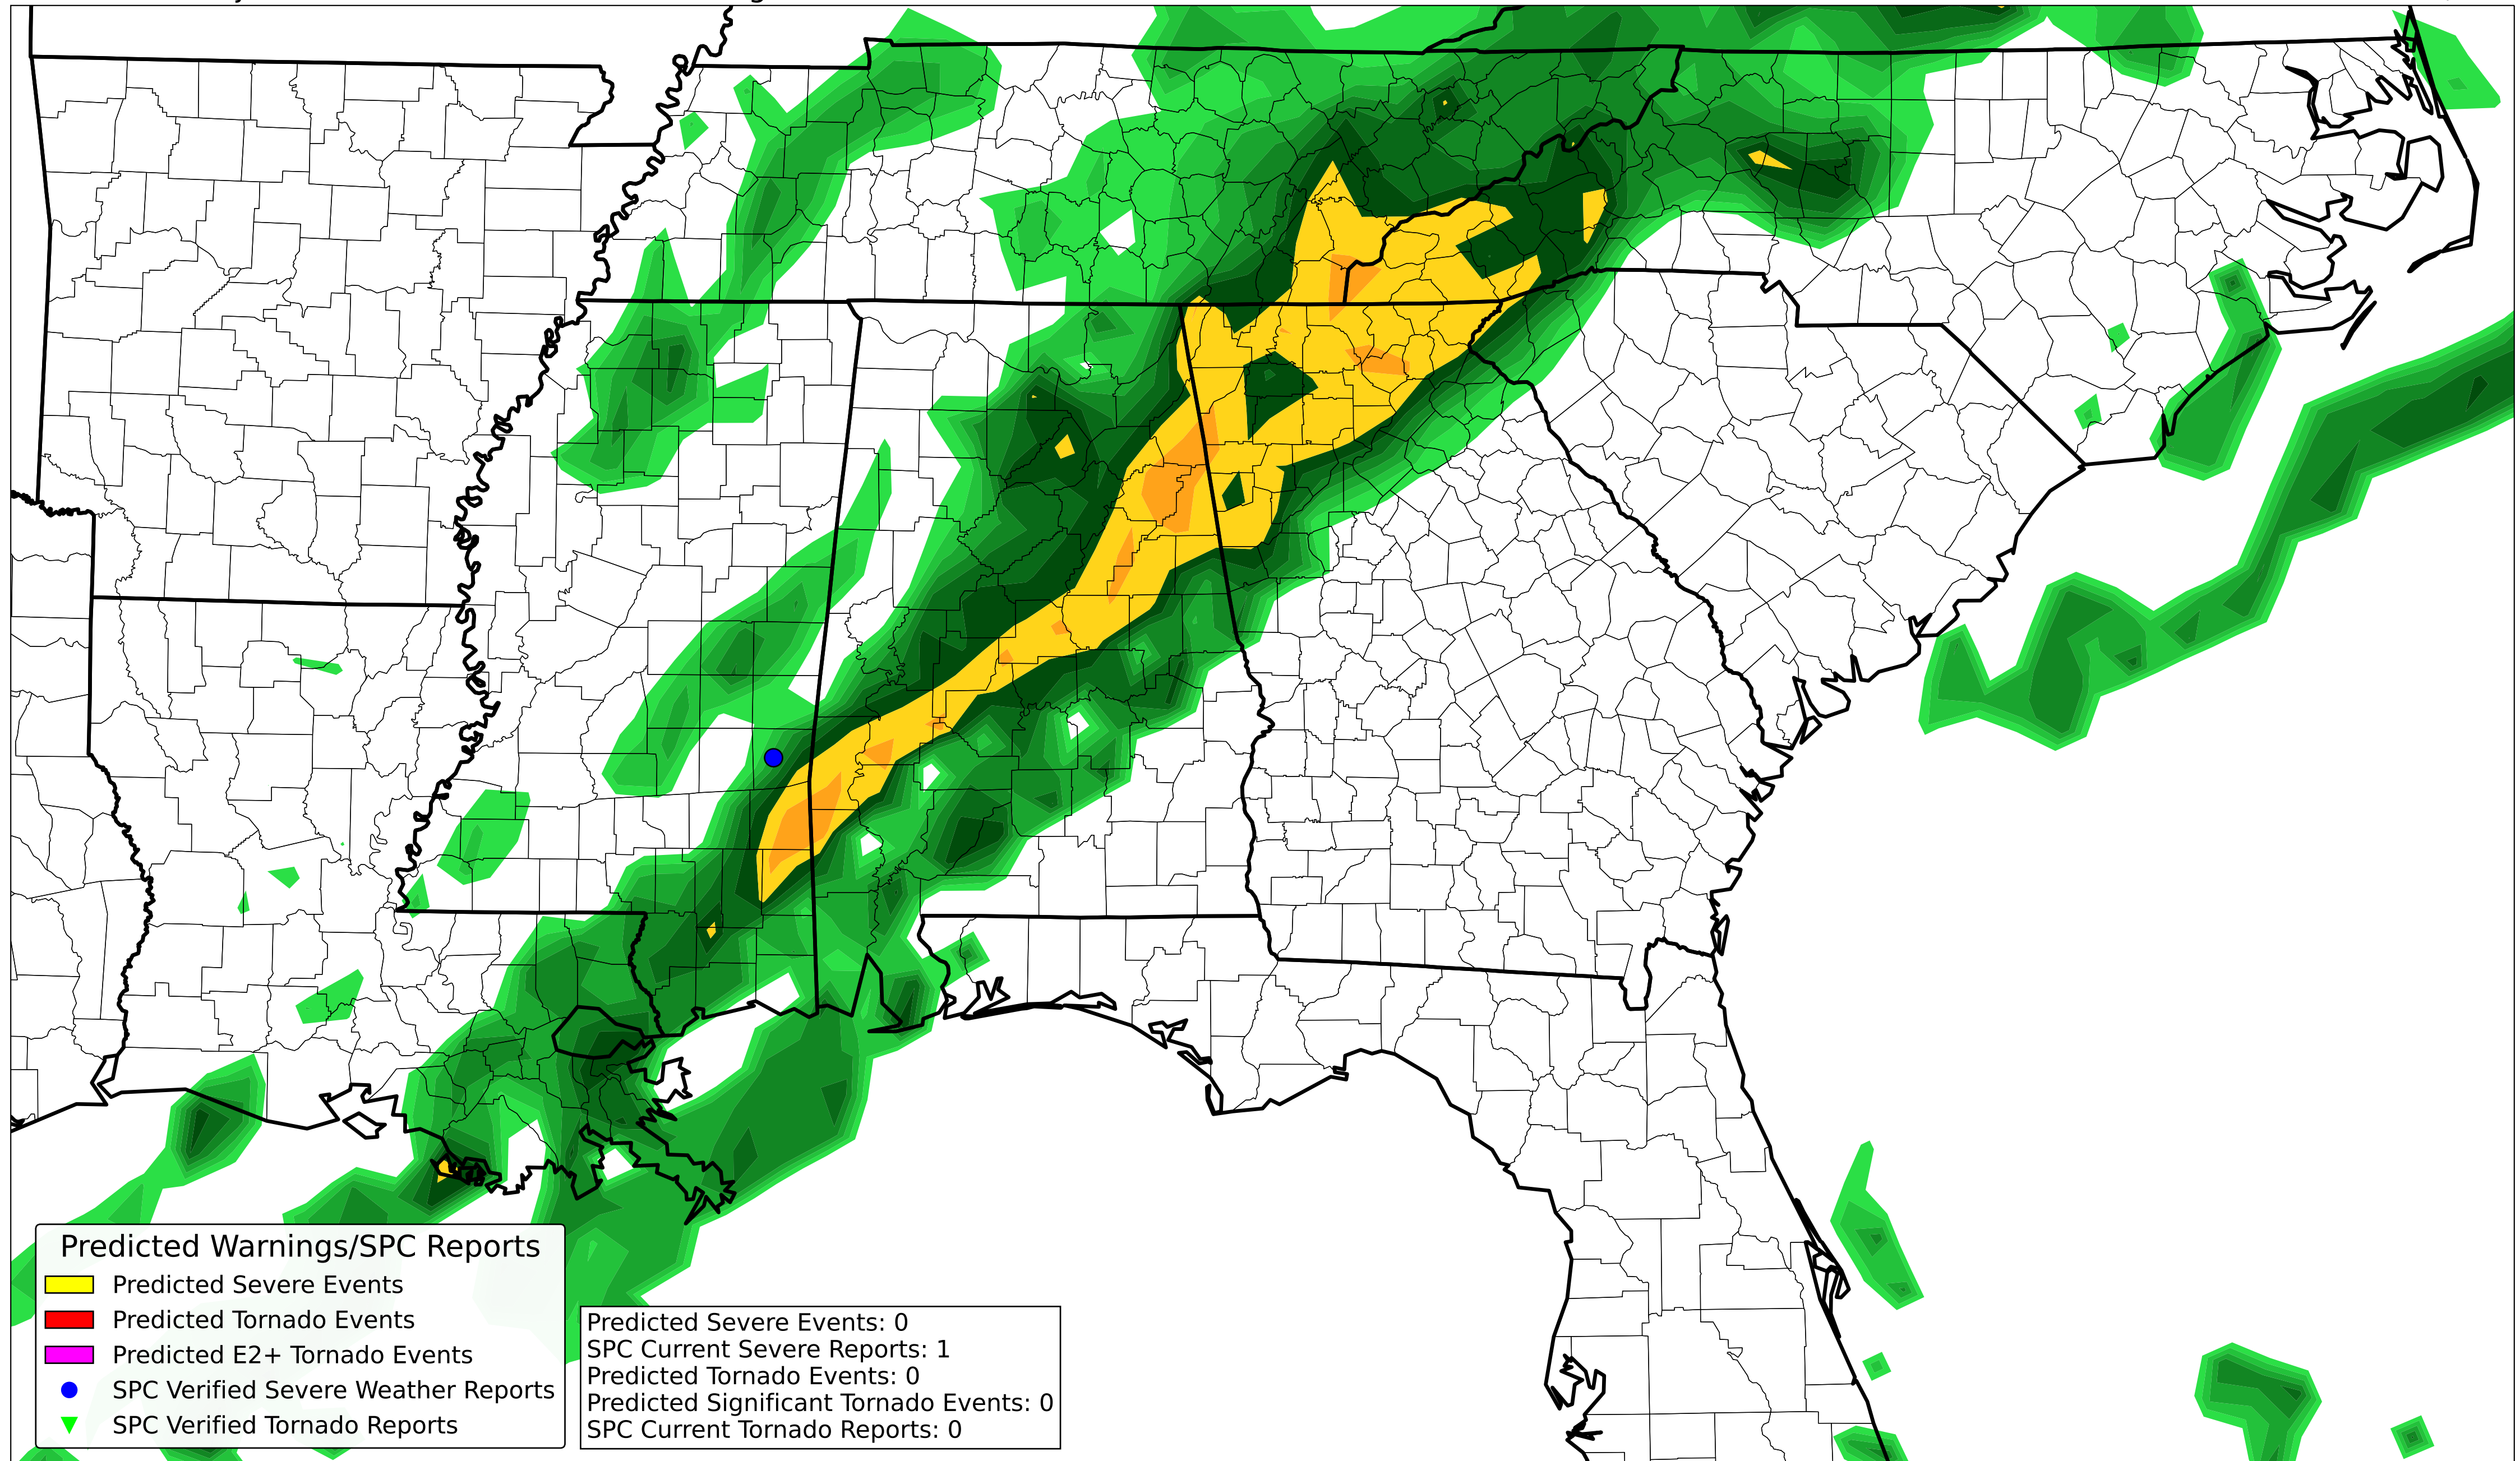 Predicted Warnings/SPC Reports
Predicted Severe Events
Predicted Tornado Events
Predicted E2+ Tornado Events
SPC Verified Severe Weather Reports
SPC Verified Tornado Reports
Predicted Severe Events: 0
SPC Current Severe Reports: 1
Predicted Tornado Events: 0
Predicted Significant Tornado Events: 0
SPC Current Tornado Reports: 0